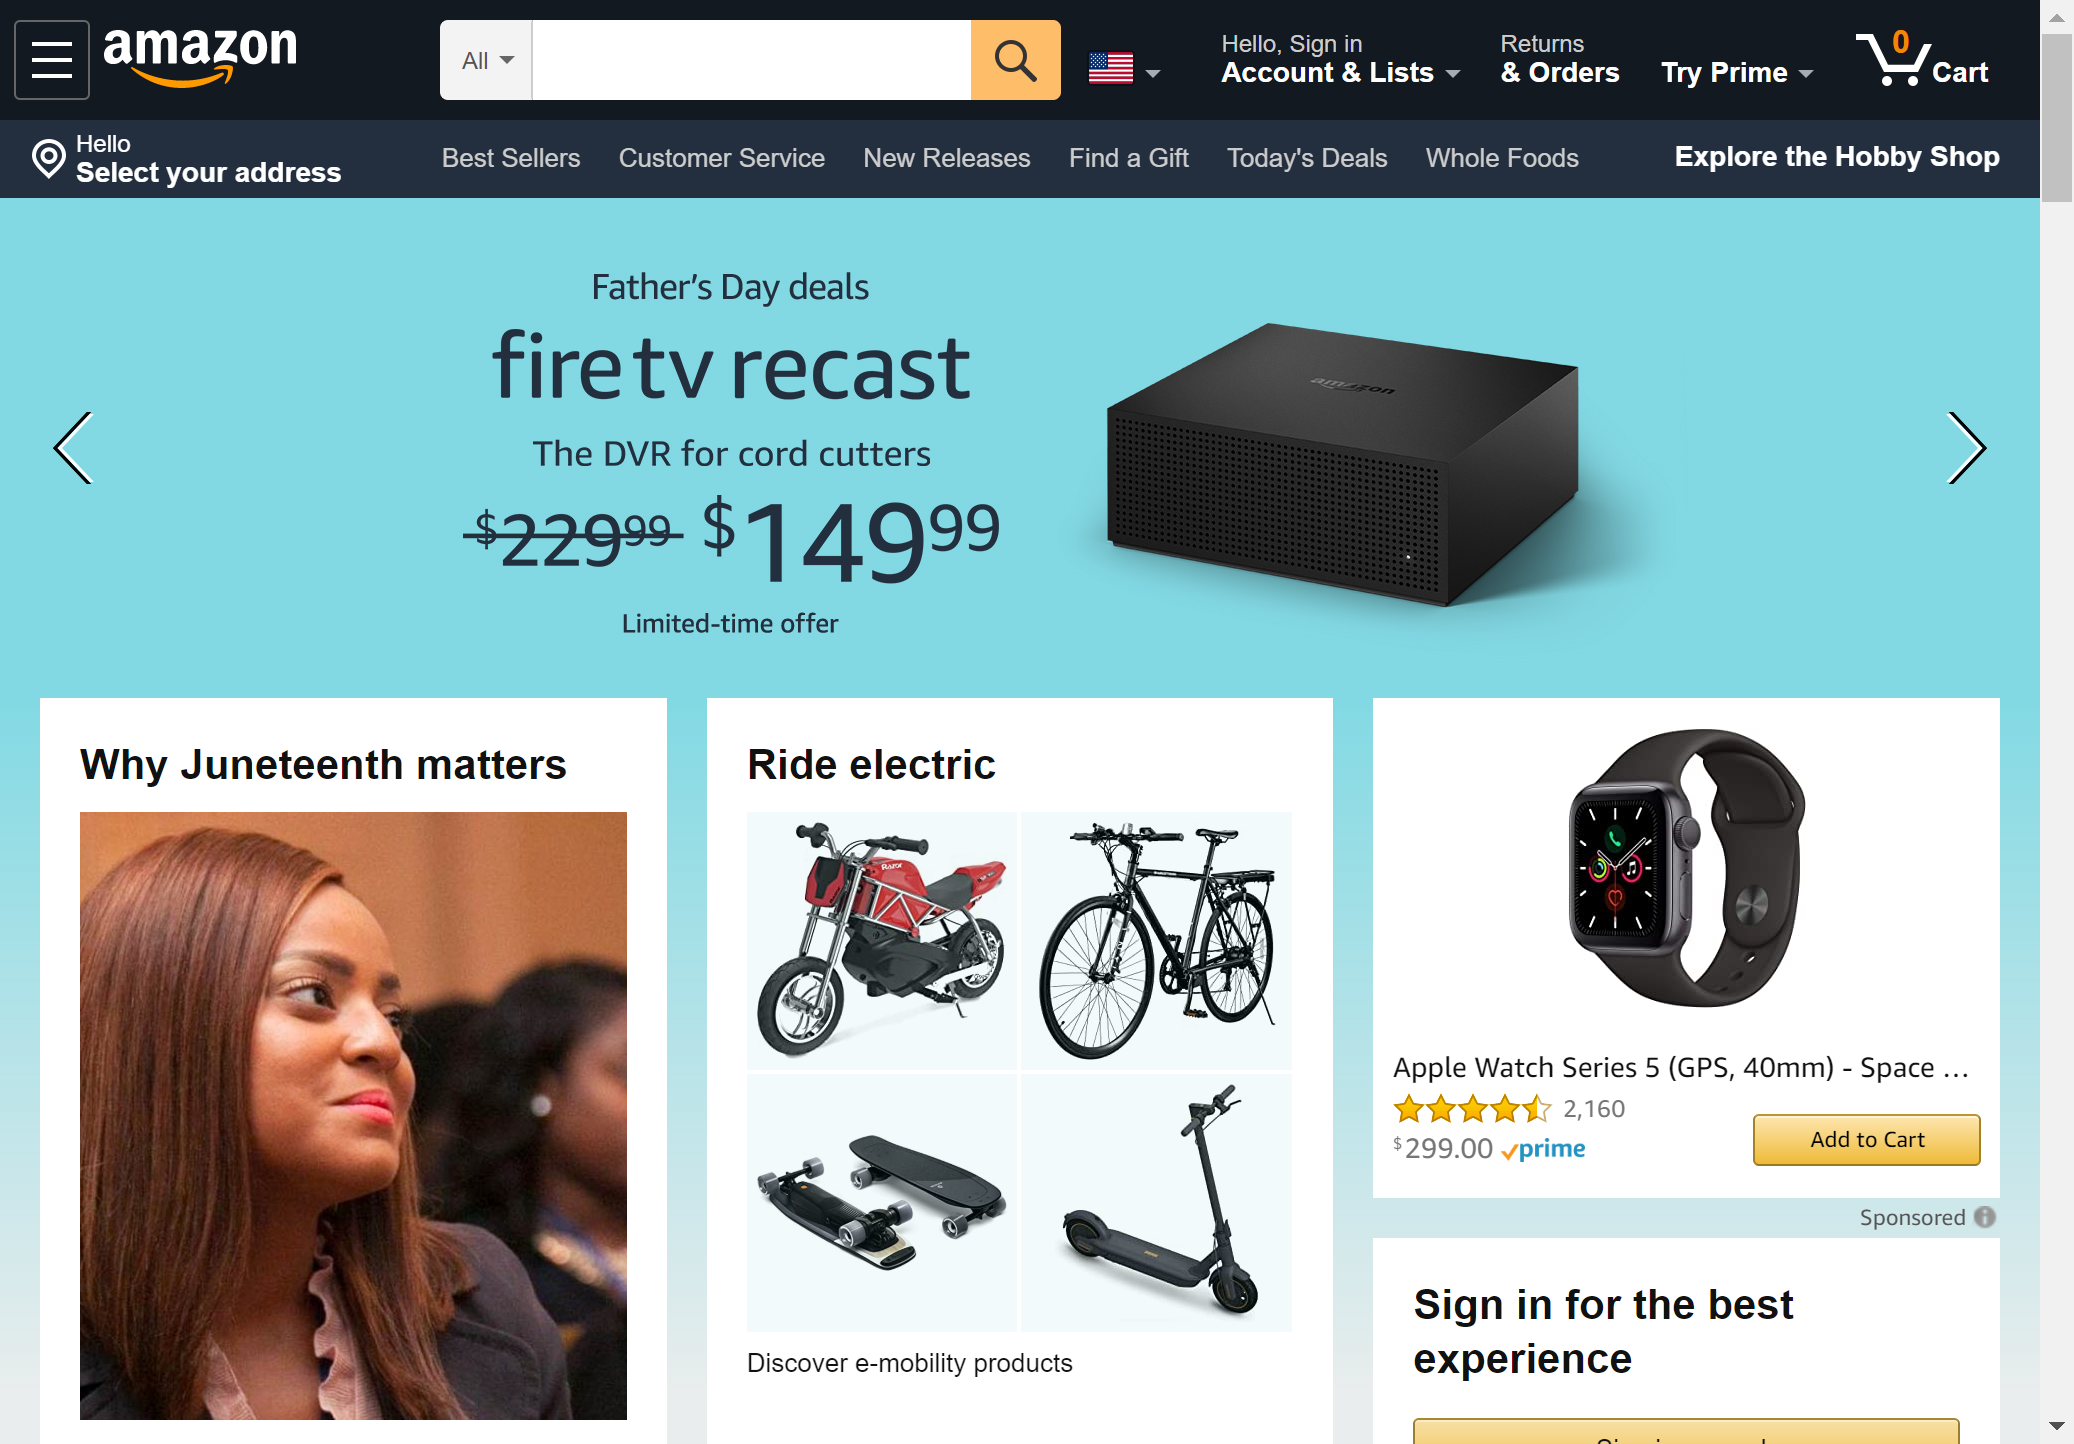 amazon
All
Hello, Sign in
Account & Lists
Returns
& Orders
Try Prime
0
Cart
Hello
Select your address
Best Sellers
Customer Service
New Releases
Find a Gift
Today's Deals
Whole Foods
Explore the Hobby Shop
Father's Day deals
fire tv recast
The DVR for cord cutters
$229.99 $149.99
Limited-time offer
amazon
Why Juneteenth matters
Ride electric
RAZOR
Discover e-mobility products
Apple Watch Series 5 (GPS, 40mm) - Space …
2,160
$299.00 prime
Add to Cart
Sponsored
Sign in for the best
experience